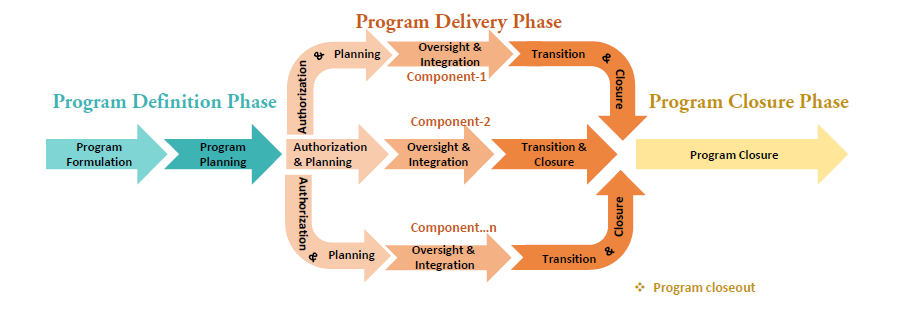 Program Delivery Phase
Authorization & Planning
Oversight &
Integration
Transition & Closure
Component-1
Program Definition Phase
Program Closure Phase
Component-2
Program
Formulation
Program
Planning
Authorization
& Planning
Oversight &
Integration
Transition &
Closure
Program Closure
Component...n
Authorization & Planning
Oversight &
Integration
Transition & Closure
Program closeout